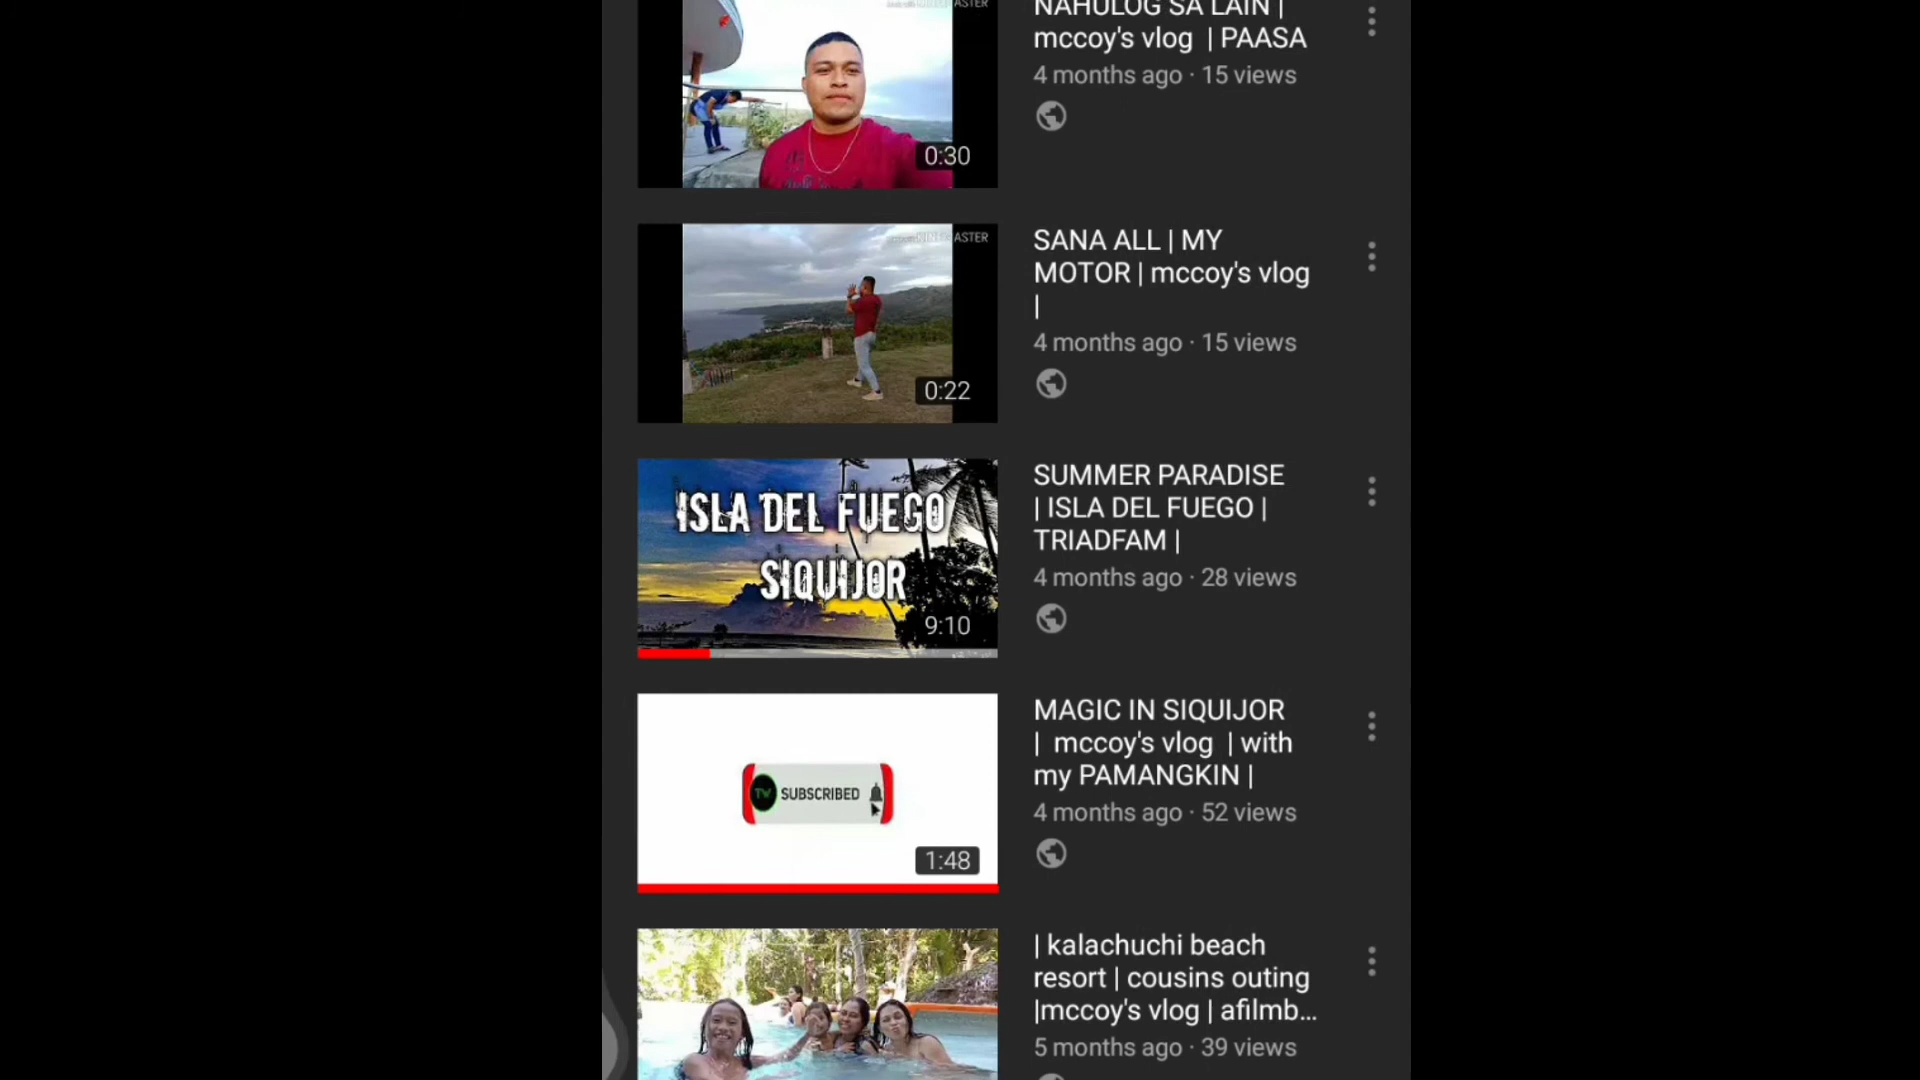 NAHULOG SA LAIN |
mccoy's vlog | PAASA
4 months ago · 15 views
0:30
SANA ALL | MY
MOTOR | mccoy's vlog
|
4 months ago · 15 views
0:22
ISLA DEL FUEGO
SIQUIJOR
9:10
SUMMER PARADISE
| ISLA DEL FUEGO |
TRIADFAM |
4 months ago · 28 views
TW SUBSCRIBED
1:48
MAGIC IN SIQUIJOR
| mccoy's vlog | with
my PAMANGKIN |
4 months ago · 52 views
| kalachuchi beach
resort | cousins outing
|mccoy's vlog | afilmb...
5 months ago · 39 views